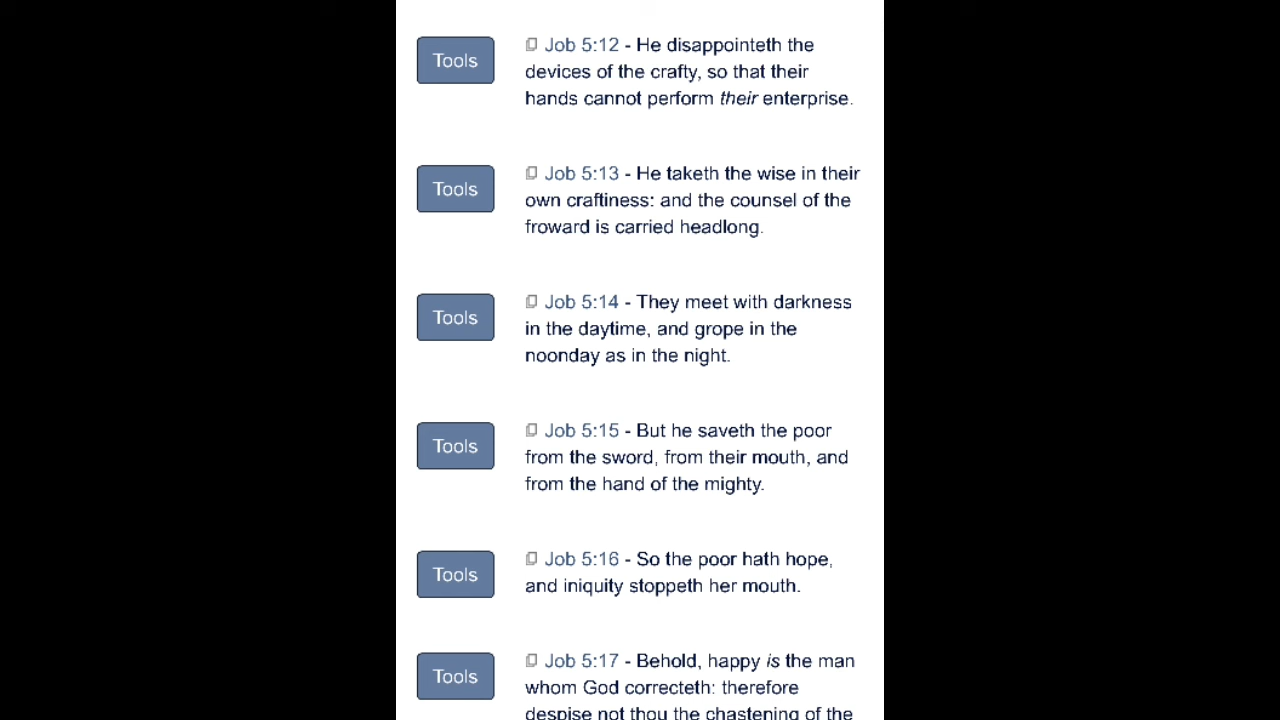 Tools
Job 5:12 - He disappointeth the
devices of the crafty, so that their
hands cannot perform their enterprise.
Tools
Job 5:13 - He taketh the wise in their
own craftiness: and the counsel of the
froward is carried headlong.
Tools
Job 5:14 - They meet with darkness
in the daytime, and grope in the
noonday as in the night.
Tools
Job 5:15 - But he saveth the poor
from the sword, from their mouth, and
from the hand of the mighty.
Tools
Job 5:16 - So the poor hath hope,
and iniquity stoppeth her mouth.
Tools
Job 5:17 - Behold, happy is the man
whom God correcteth: therefore
despise not thou the chastening of the